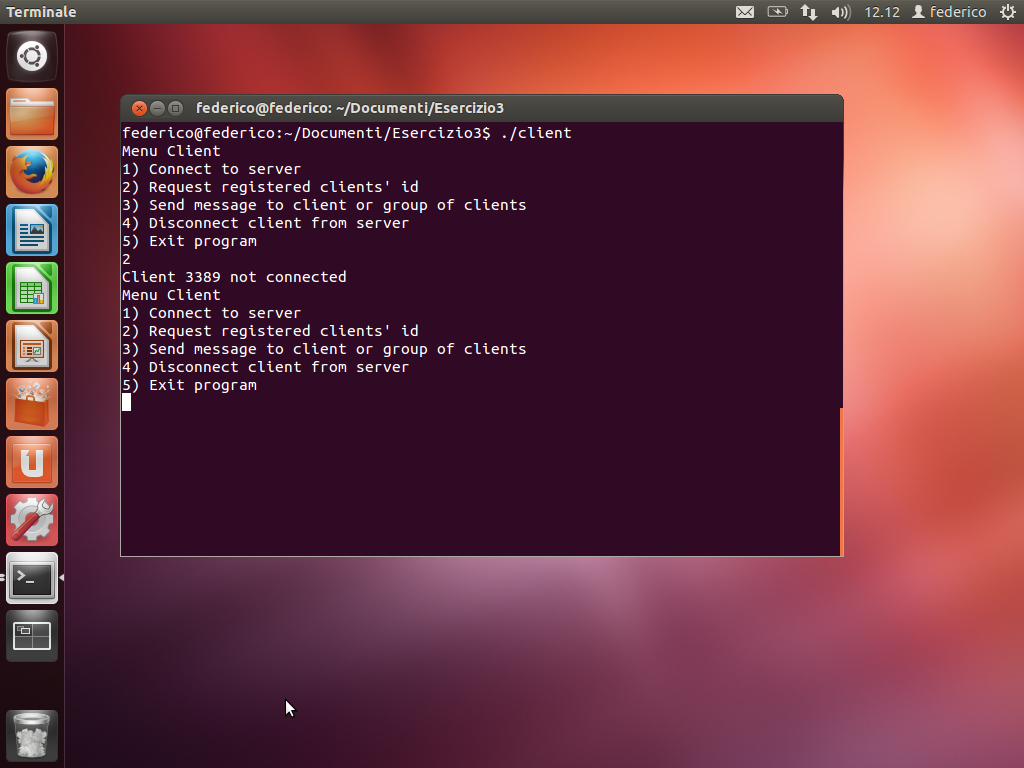 Terminale
12.12
federico
federico@federico: ~/Documenti/Esercizio3
federico@federico:~/Documenti/Esercizio3$ ./client
Menu Client
1) Connect to server
2) Request registered clients' id
3) Send message to client or group of clients
4) Disconnect client from server
5) Exit program
2
Client 3389 not connected
Menu Client
1) Connect to server
2) Request registered clients' id
3) Send message to client or group of clients
4) Disconnect client from server
5) Exit program